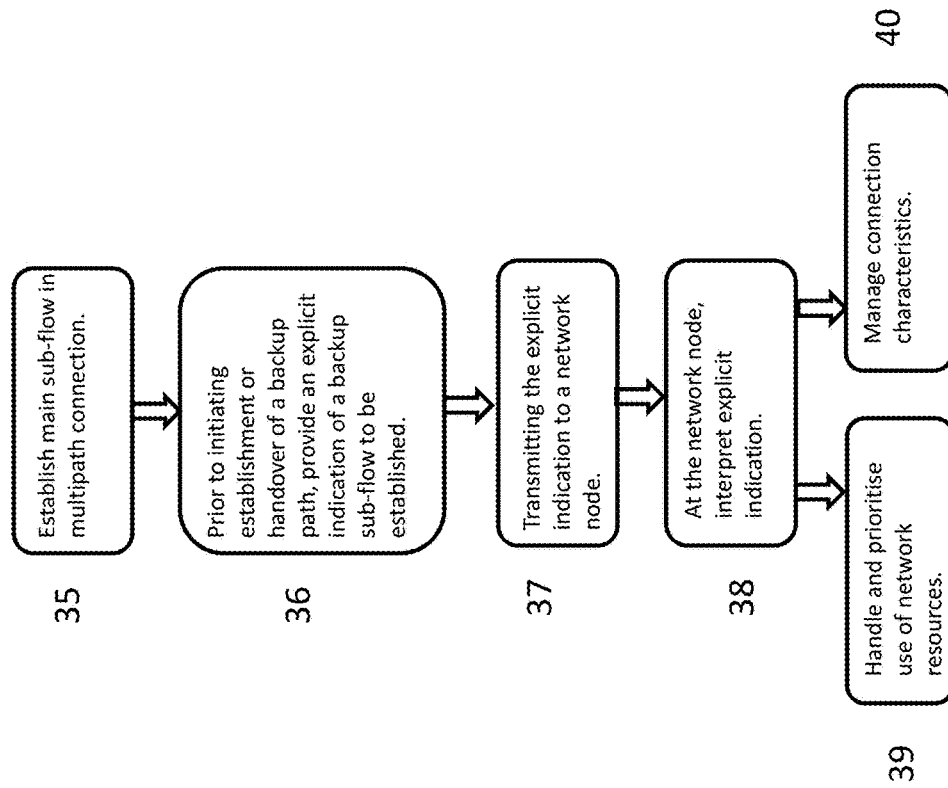 35
Establish main sub-flow in
multipath connection.
36
Prior to initiating
establishment or
handover of a backup
path, provide an explicit
indication of a backup
sub-flow to be
established.
37
Transmitting the explicit
indication to a network
node.
38
At the network node,
interpret explicit
indication.
39
Handle and prioritise
use of network
resources.
40
Manage connection
characteristics.